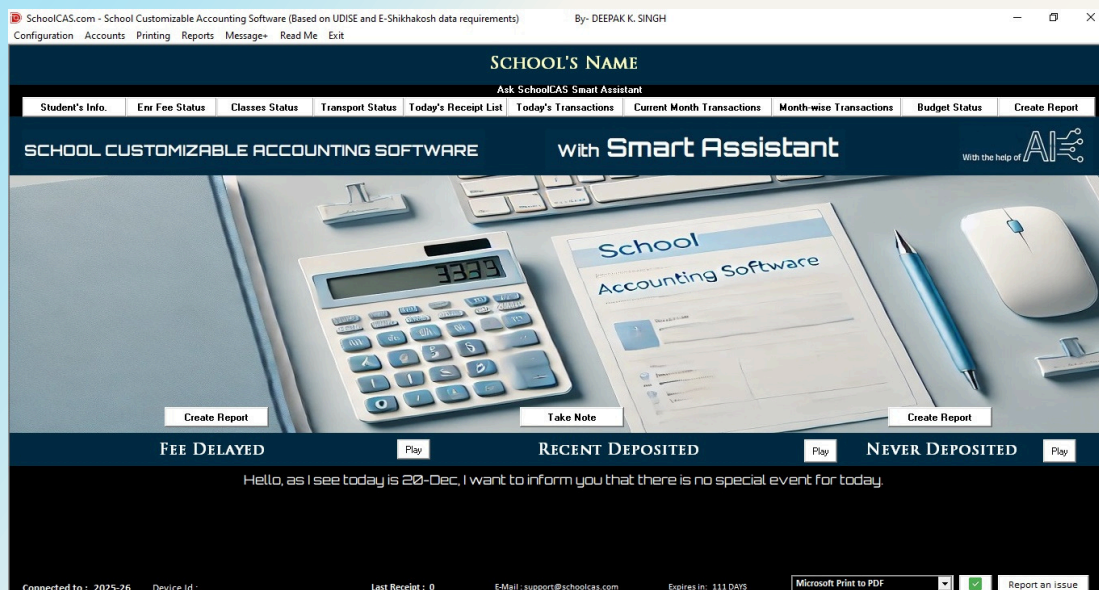 SchoolCAS.com - School Customizable Accounting Software (Based on UDISE and E-Shikhakosh data requirements) By- DEEPAK K. SINGH
Configuration Accounts Printing Reports Message+ Read Me Exit
SCHOOL'S NAME
Ask SchoolCAS Smart Assistant
Student's Info. Enr Fee Status Classes Status Transport Status Today's Receipt List Today's Transactions Current Month Transactions Month-wise Transactions Budget Status Create Report
SCHOOL CUSTOMIZABLE ACCOUNTING SOFTWARE With Smart Assistant With the help of AI
School
Accounting Software
3333
Create Report Take Note Create Report
FEE DELAYED Play RECENT DEPOSITED Play NEVER DEPOSITED Play
Hello, as I see today is 20-Dec, I want to inform you that there is no special event for today.
Connected to : 2025-26 Device Id : Last Receipt : 0 E-Mail : support@schoolcas.com Expires in: 111 DAYS Microsoft Print to PDF Report an issue